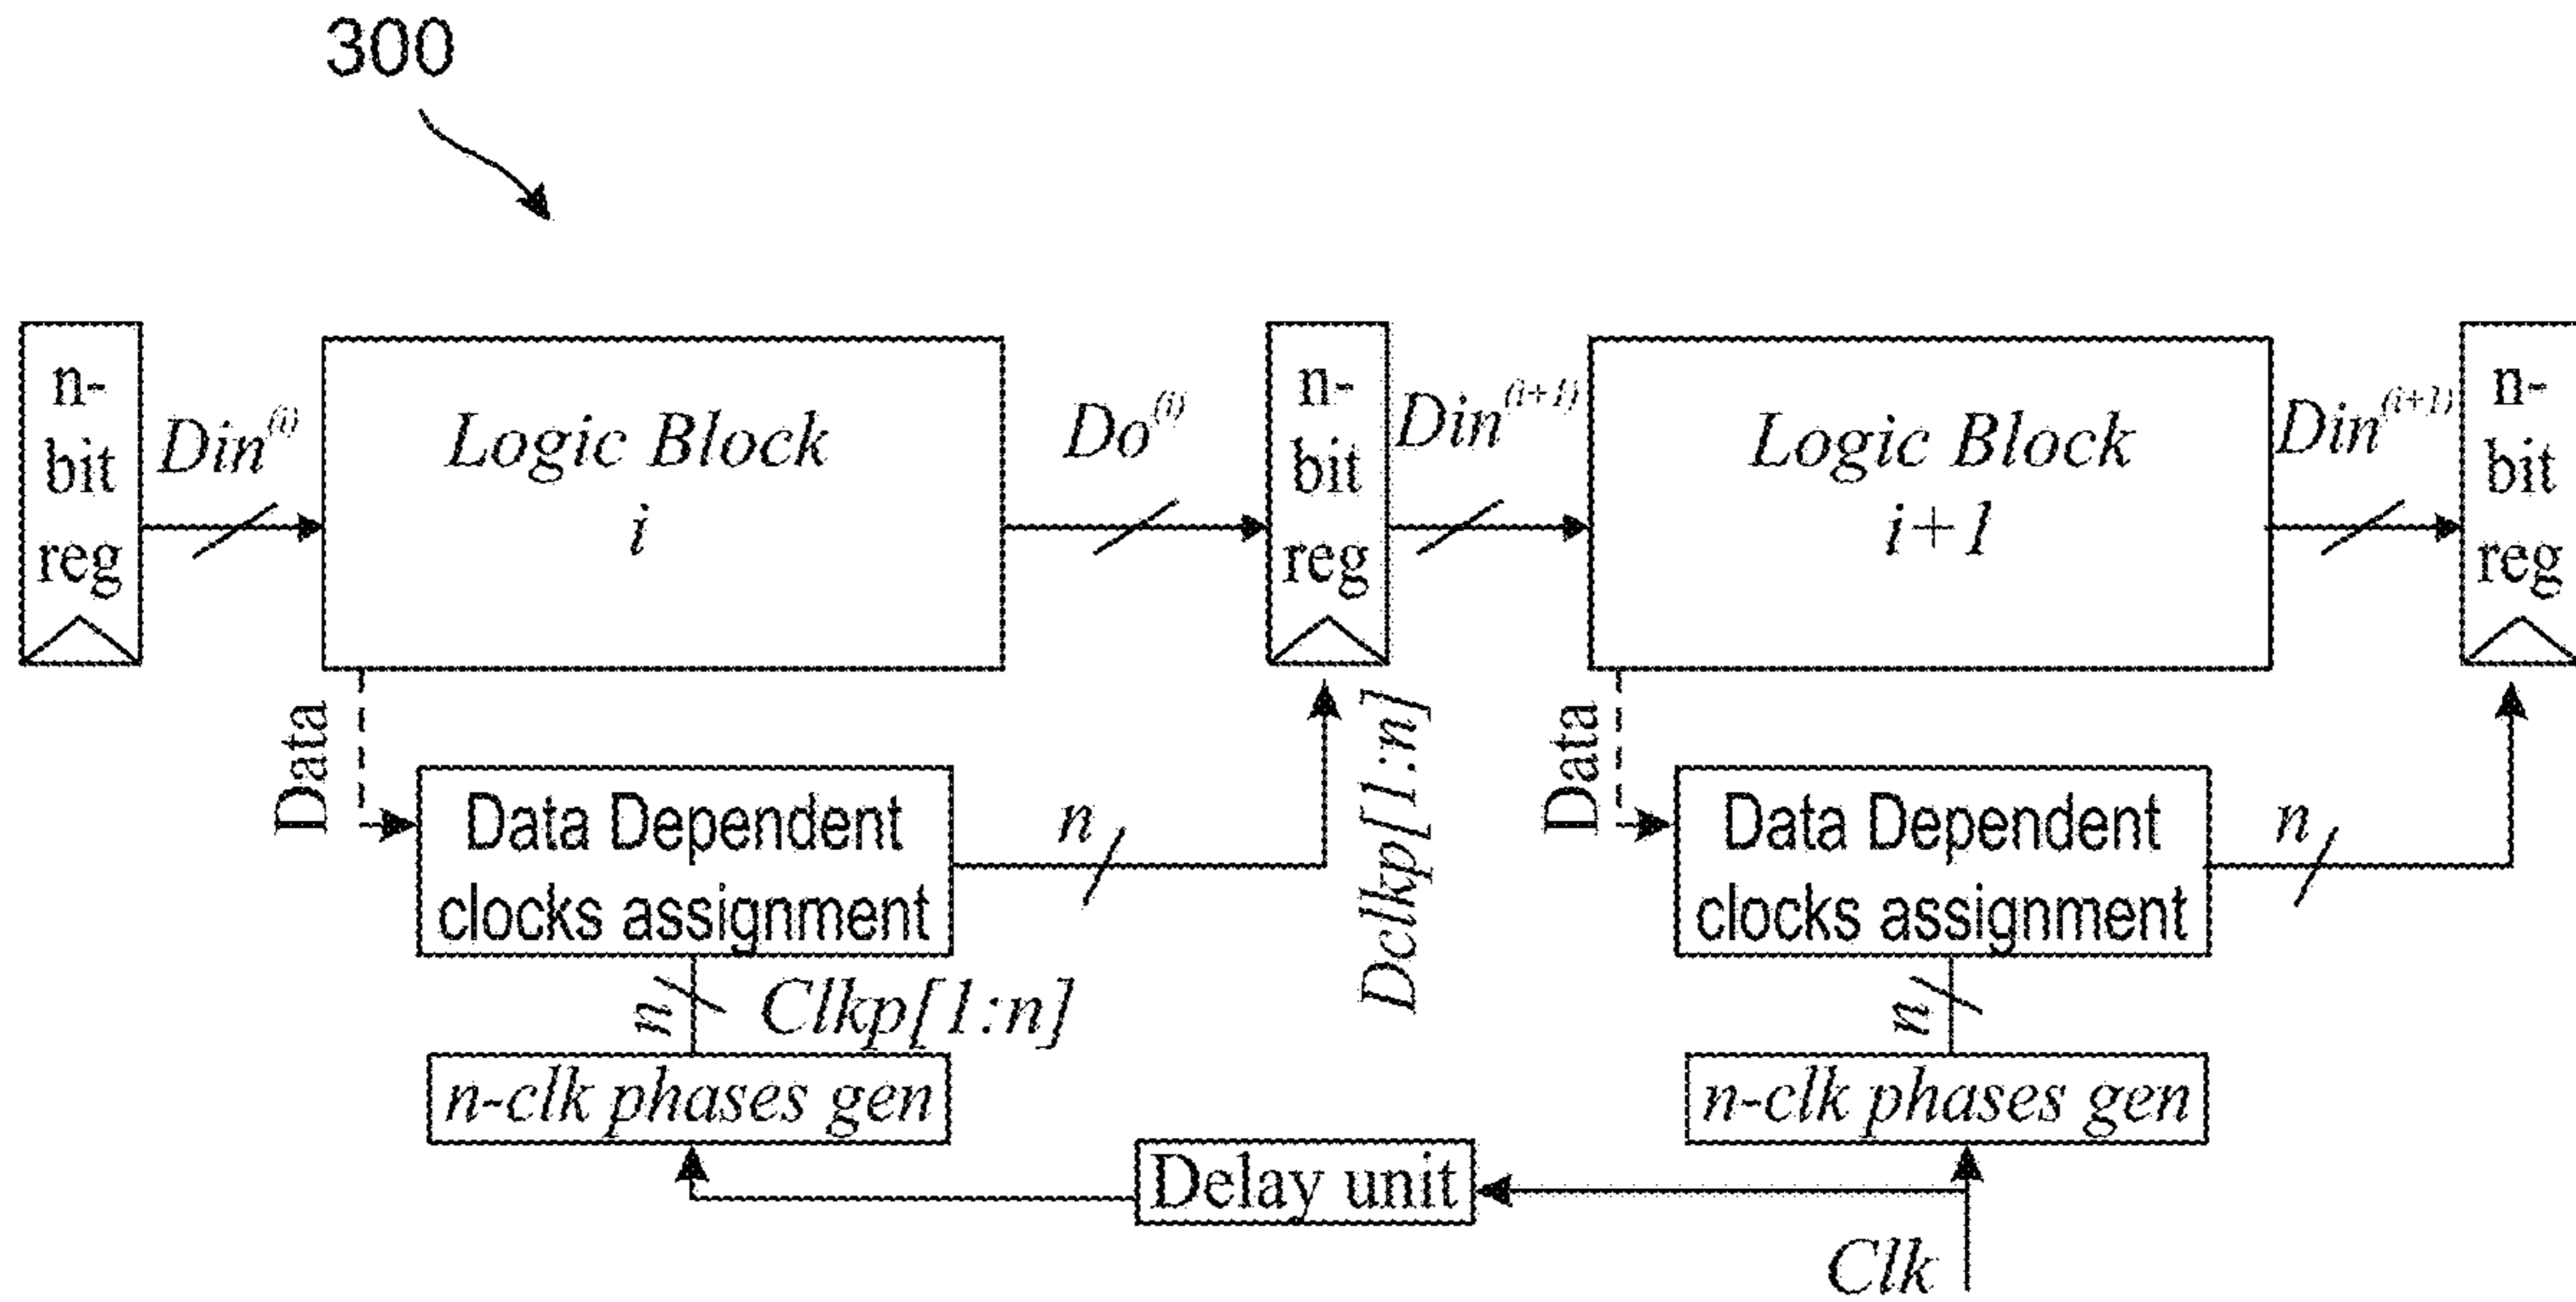 300
n-
bit
reg
Din^(i)
Logic Block
i
Do^(i)
n-
bit
reg
Din^(i+1)
Logic Block
i+1
Din^(i+1)
n-
bit
reg
Data
Data Dependent
clocks assignment
n
Dclkp[1:n]
Data
Data Dependent
clocks assignment
n
n
Clkp[1:n]
n
n-clk phases gen
n-clk phases gen
Delay unit
Clk